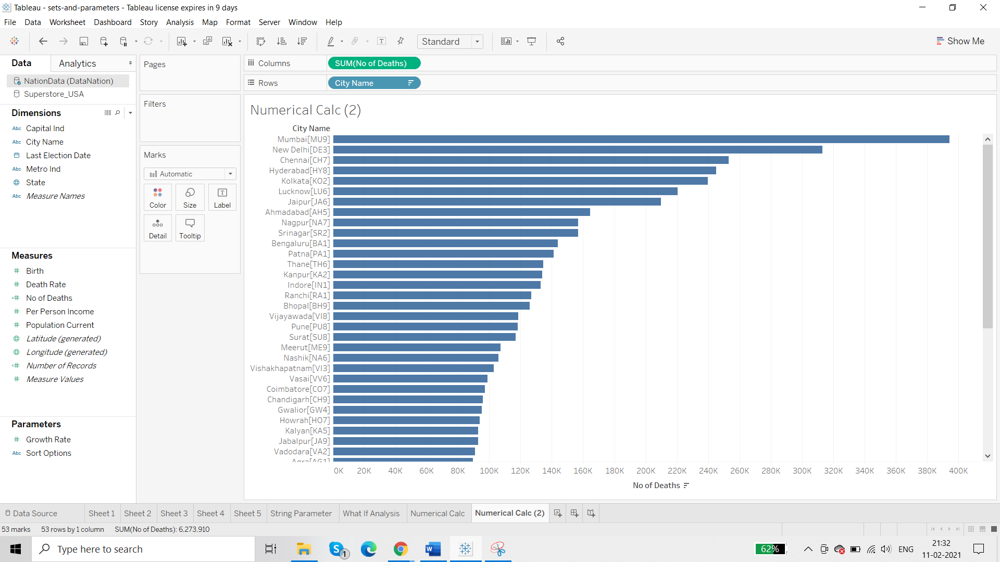 Tableau - sets-and-parameters - Tableau license expires in 9 days
File Data Worksheet Dashboard Story Analysis Map Format Server Window Help
Standard
Show Me
Data Analytics
NationData (DataNation)
Superstore_USA
Dimensions
Abc Capital Ind
Abc City Name
Last Election Date
Abc Metro Ind
State
Abc Measure Names
Measures
# Birth
# Death Rate
=# No of Deaths
# Per Person Income
# Population Current
Latitude (generated)
Longitude (generated)
=# Number of Records
# Measure Values
Parameters
# Growth Rate
Abc Sort Options
Pages
Filters
Marks
Automatic
Color Size Label
Detail Tooltip
Columns SUM(No of Deaths)
Rows City Name
Numerical Calc (2)
City Name
Mumbai[MU9]
New Delhi[DE3]
Chennai[CH7]
Hyderabad[HY8]
Kolkata[KO2]
Lucknow[LU6]
Jaipur[JA6]
Ahmadabad[AH5]
Nagpur[NA7]
Srinagar[SR2]
Bengaluru[BA1]
Patna[PA1]
Thane[TH6]
Kanpur[KA2]
Indore[IN1]
Ranchi[RA1]
Bhopal[BH9]
Vijayawada[VI8]
Pune[PU8]
Surat[SU8]
Meerut[ME9]
Nashik[NA6]
Vishakhapatnam[VI3]
Vasai[VV6]
Coimbatore[CO7]
Chandigarh[CH9]
Gwalior[GW4]
Howrah[HO7]
Kalyan[KA5]
Jabalpur[JA9]
Vadodara[VA2]
Agra[AG1]
0K 20K 40K 60K 80K 100K 120K 140K 160K 180K 200K 220K 240K 260K 280K 300K 320K 340K 360K 380K 400K
No of Deaths
Data Source Sheet 1 Sheet 2 Sheet 3 Sheet 4 Sheet 5 String Parameter What If Analysis Numerical Calc Numerical Calc (2)
53 marks 53 rows by 1 column SUM(No of Deaths): 6,273,910
Type here to search
1
62%
ENG
21:32
11-02-2021